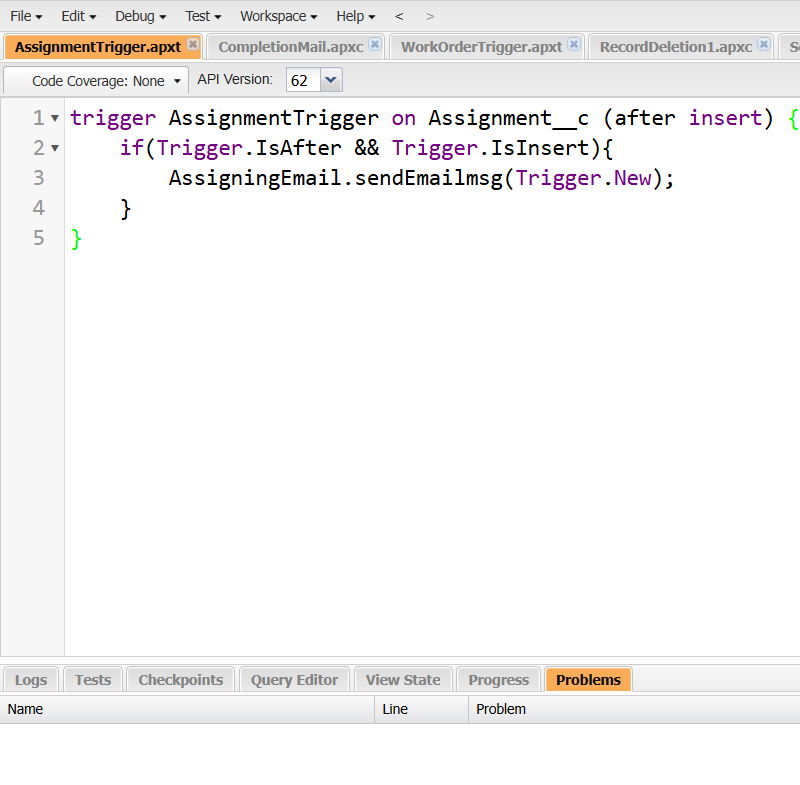 File Edit Debug Test Workspace Help < >
AssignmentTrigger.apxt CompletionMail.apxc WorkOrderTrigger.apxt RecordDeletion1.apxc
Code Coverage: None API Version: 62
1 trigger AssignmentTrigger on Assignment__c (after insert) {
2 if(Trigger.IsAfter && Trigger.IsInsert){
3 AssigningEmail.sendEmailmsg(Trigger.New);
4 }
5 }
Logs Tests Checkpoints Query Editor View State Progress Problems
Name Line Problem